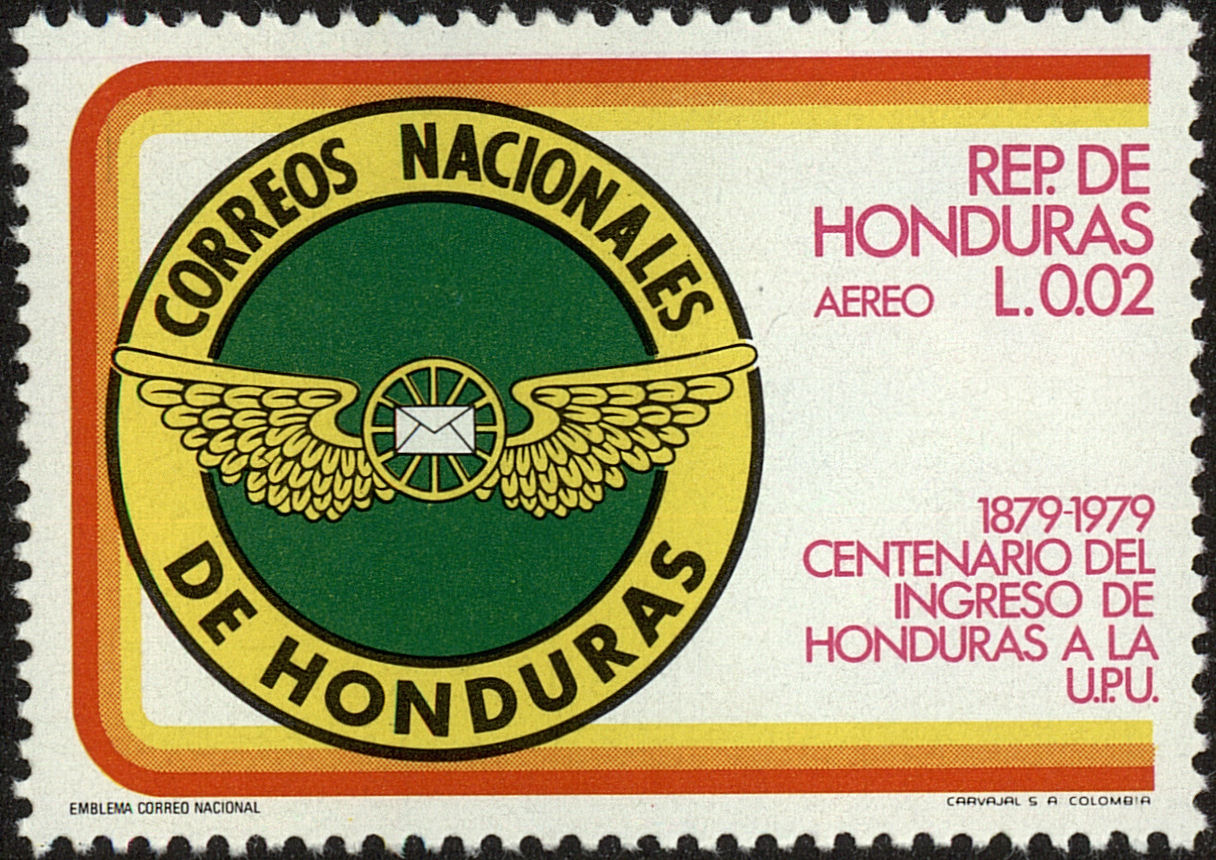 CORREOS NACIONALES
DE HONDURAS
REP. DE
HONDURAS
AEREO L.0.02
1879-1979
CENTENARIO DEL
INGRESO DE
HONDURAS A LA
U.P.U.
EMBLEMA CORREO NACIONAL
CARVAJAL S A COLOMBIA